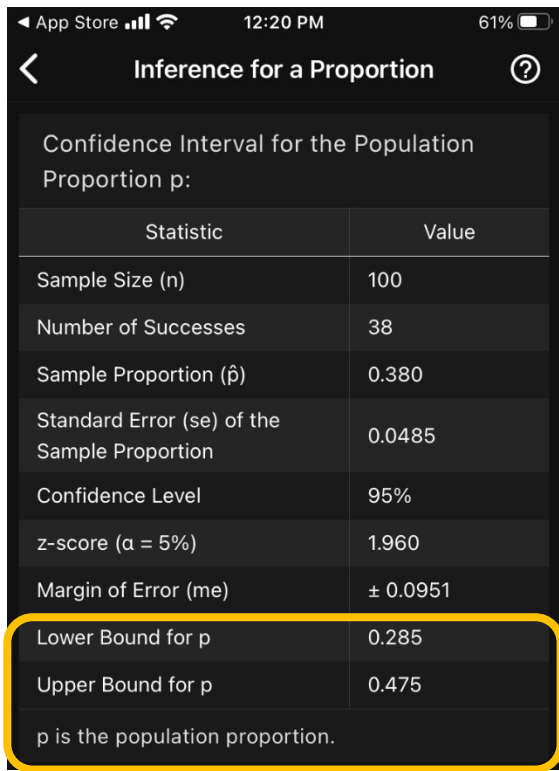 ◀ App Store 12:20 PM 61%
Inference for a Proportion ?
Confidence Interval for the Population
Proportion p:
Statistic Value
Sample Size (n) 100
Number of Successes 38
Sample Proportion (p̂) 0.380
Standard Error (se) of the
Sample Proportion 0.0485
Confidence Level 95%
z-score (α = 5%) 1.960
Margin of Error (me) ± 0.0951
Lower Bound for p 0.285
Upper Bound for p 0.475
p is the population proportion.